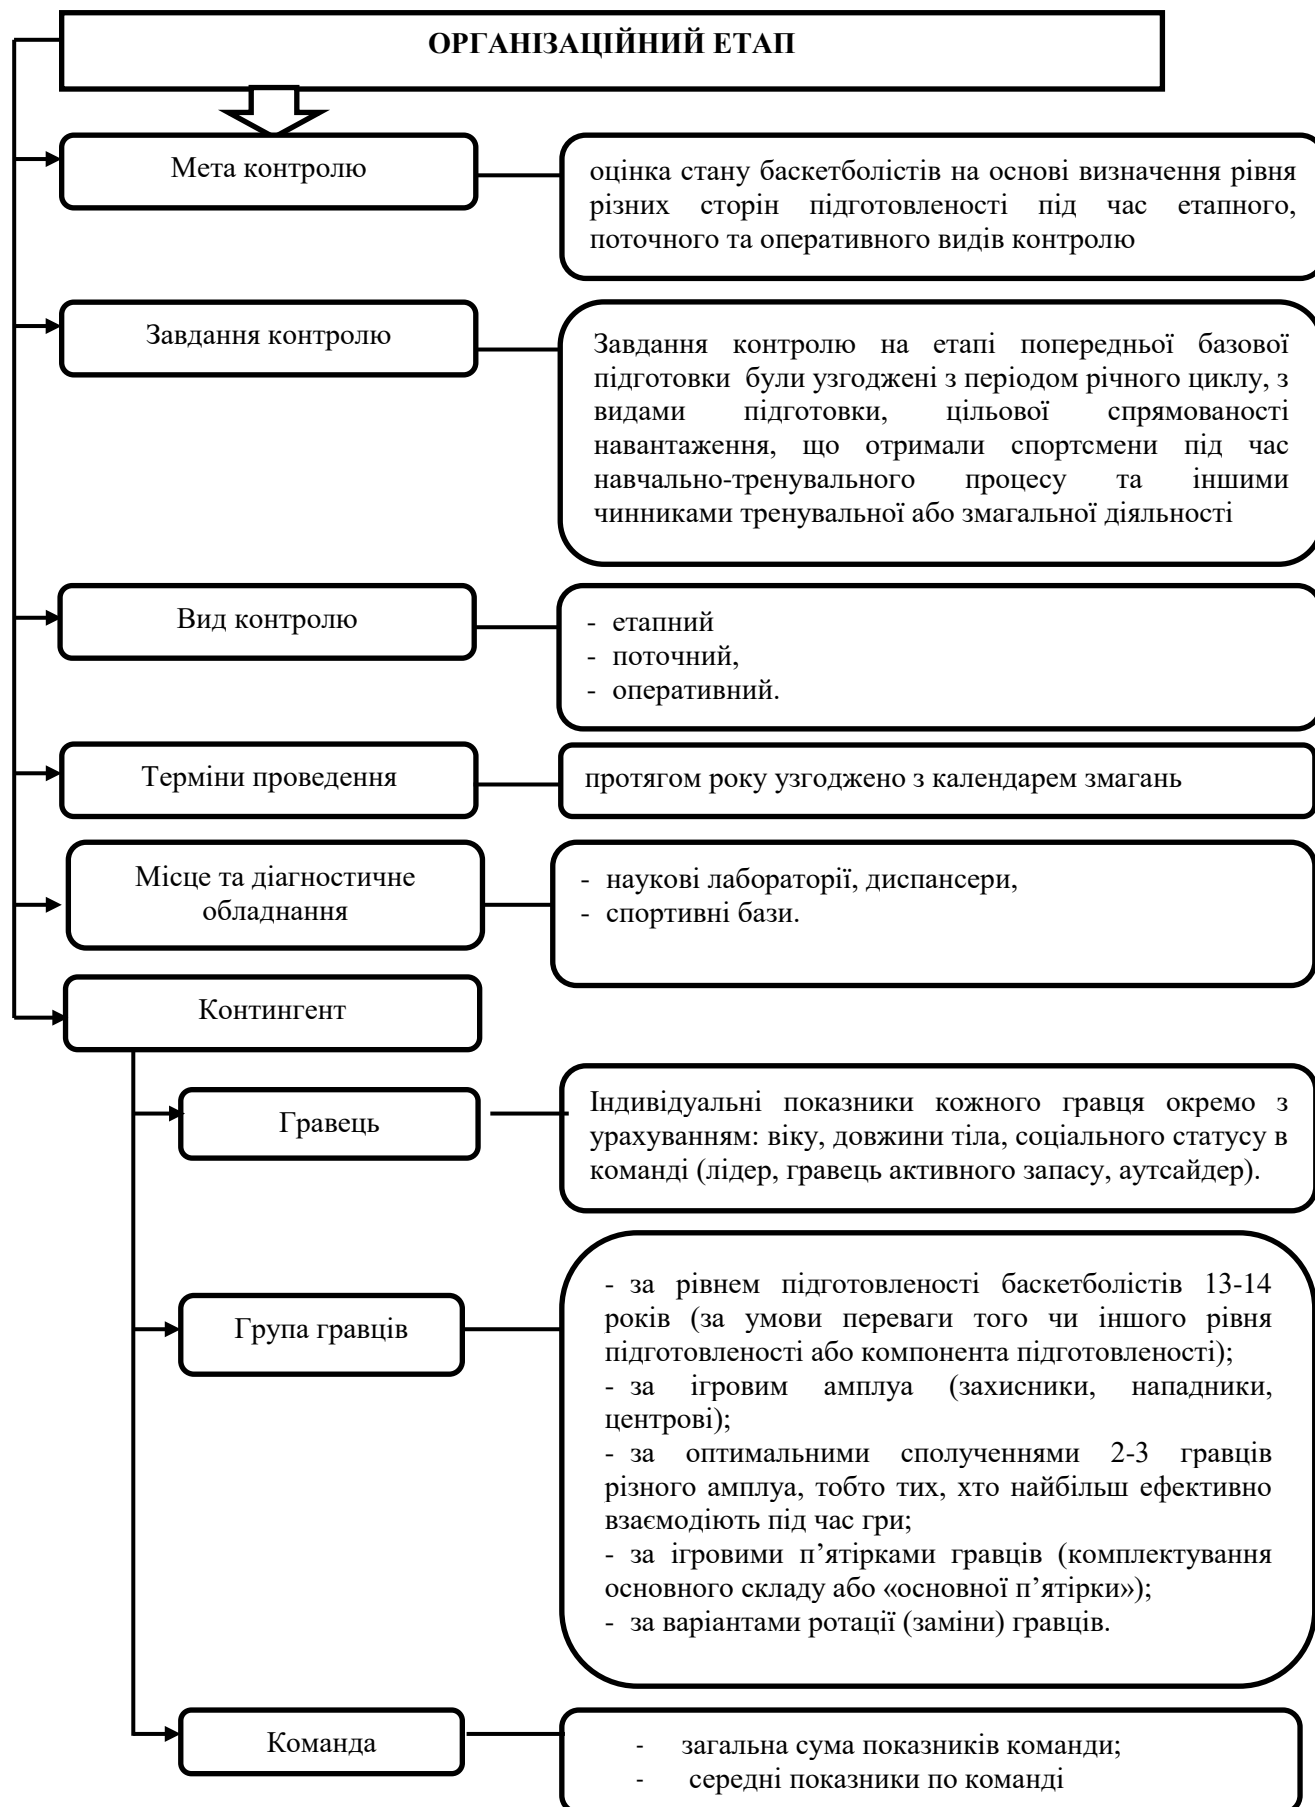 ОРГАНІЗАЦІЙНИЙ ЕТАП
Мета контролю
оцінка стану баскетболістів на основі визначення рівня
різних сторін підготовленості під час етапного,
поточного та оперативного видів контролю
Завдання контролю
Завдання контролю на етапі попередньої базової
підготовки були узгоджені з періодом річного циклу, з
видами підготовки, цільової спрямованості
навантаження, що отримали спортсмени під час
навчально-тренувального процесу та іншими
чинниками тренувальної або змагальної діяльності
Вид контролю
- етапний
- поточний,
- оперативний.
Терміни проведення
протягом року узгоджено з календарем змагань
Місце та діагностичне
обладнання
- наукові лабораторії, диспансери,
- спортивні бази.
Контингент
Гравець
Індивідуальні показники кожного гравця окремо з
урахуванням: віку, довжини тіла, соціального статусу в
команді (лідер, гравець активного запасу, аутсайдер).
Група гравців
- за рівнем підготовленості баскетболістів 13-14
років (за умови переваги того чи іншого рівня
підготовленості або компонента підготовленості);
- за ігровим амплуа (захисники, нападники,
центрові);
- за оптимальними сполученнями 2-3 гравців
різного амплуа, тобто тих, хто найбільш ефективно
взаємодіють під час гри;
- за ігровими п’ятірками гравців (комплектування
основного складу або «основної п’ятірки»);
- за варіантами ротації (заміни) гравців.
Команда
- загальна сума показників команди;
- середні показники по команді